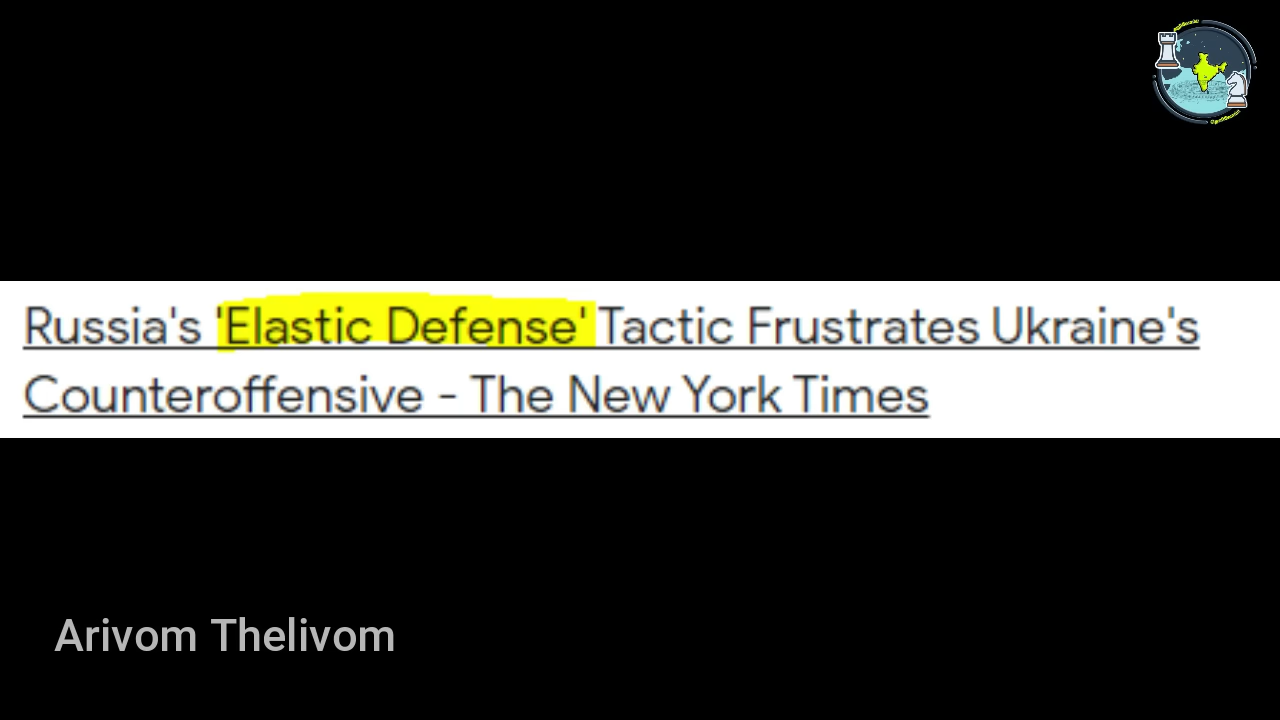 Russia's 'Elastic Defense' Tactic Frustrates Ukraine's
Counteroffensive - The New York Times
Arivom Thelivom